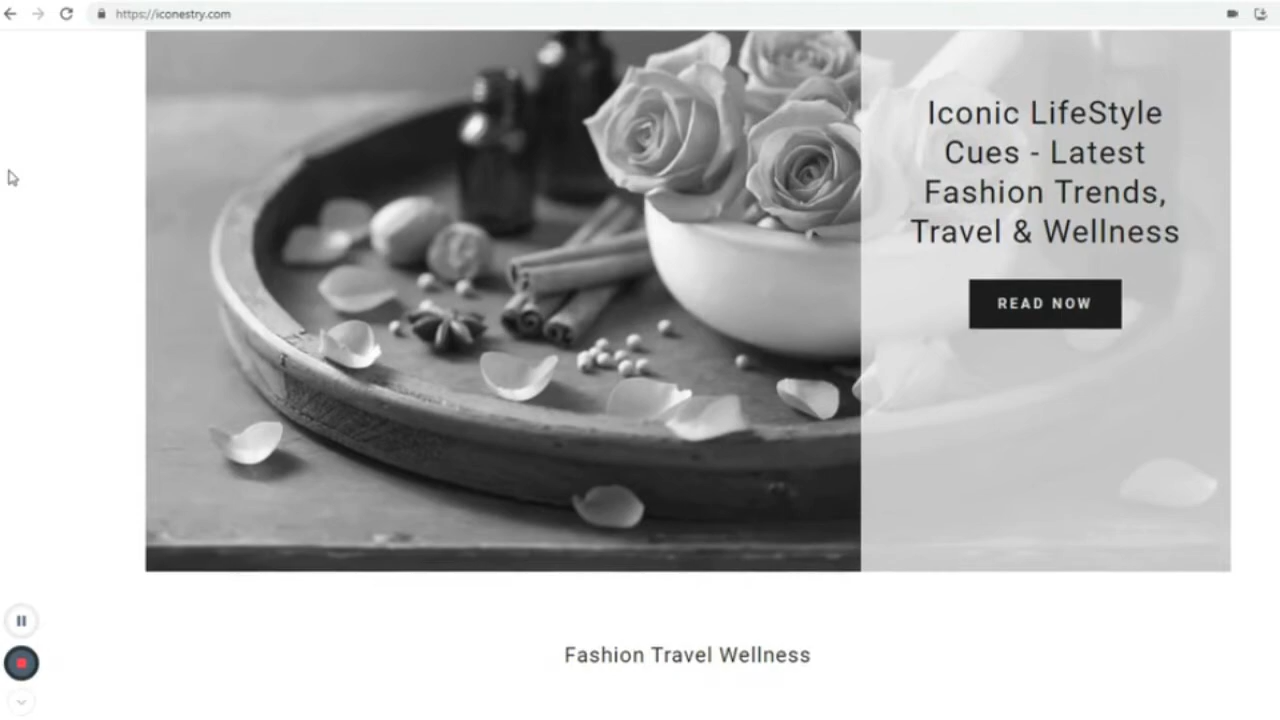 https://iconestry.com
Iconic LifeStyle
Cues - Latest
Fashion Trends,
Travel & Wellness
READ NOW
Fashion Travel Wellness